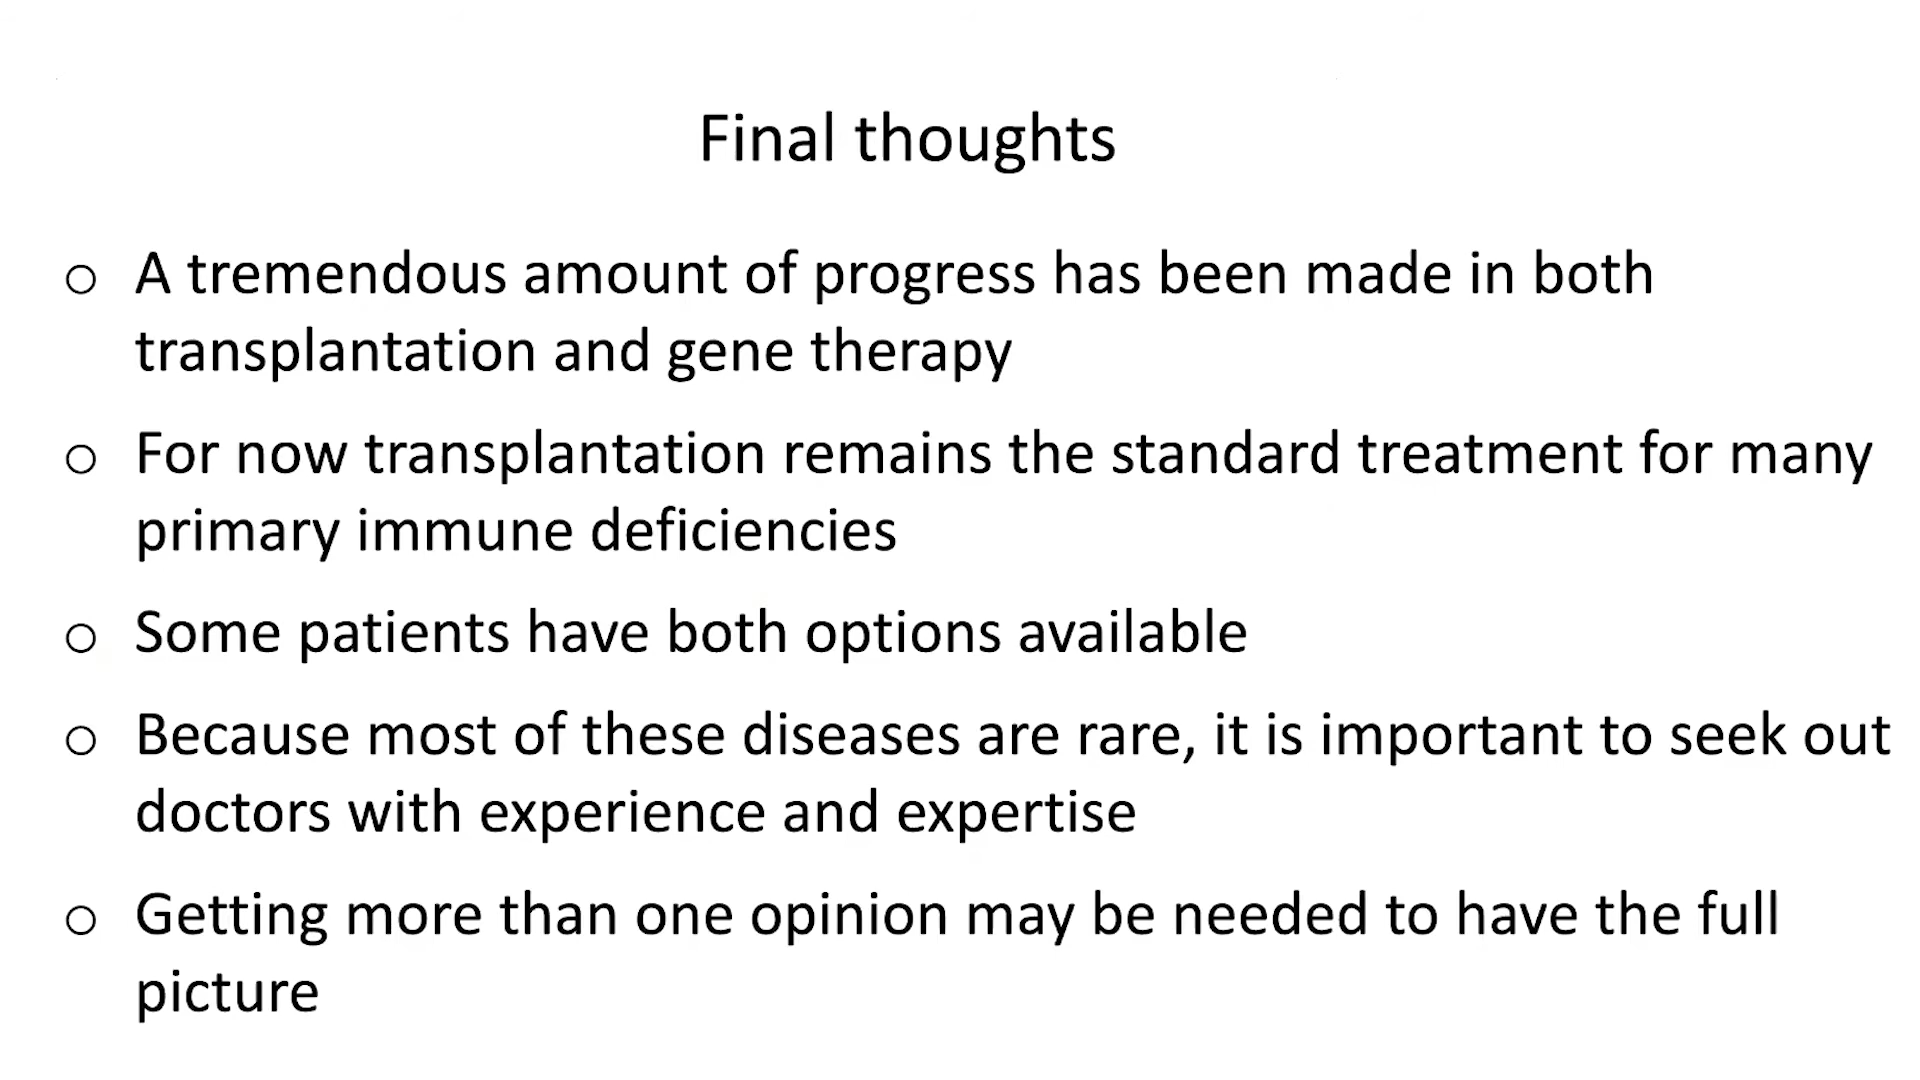 Final thoughts
○ A tremendous amount of progress has been made in both
transplantation and gene therapy
○ For now transplantation remains the standard treatment for many
primary immune deficiencies
○ Some patients have both options available
○ Because most of these diseases are rare, it is important to seek out
doctors with experience and expertise
○ Getting more than one opinion may be needed to have the full
picture